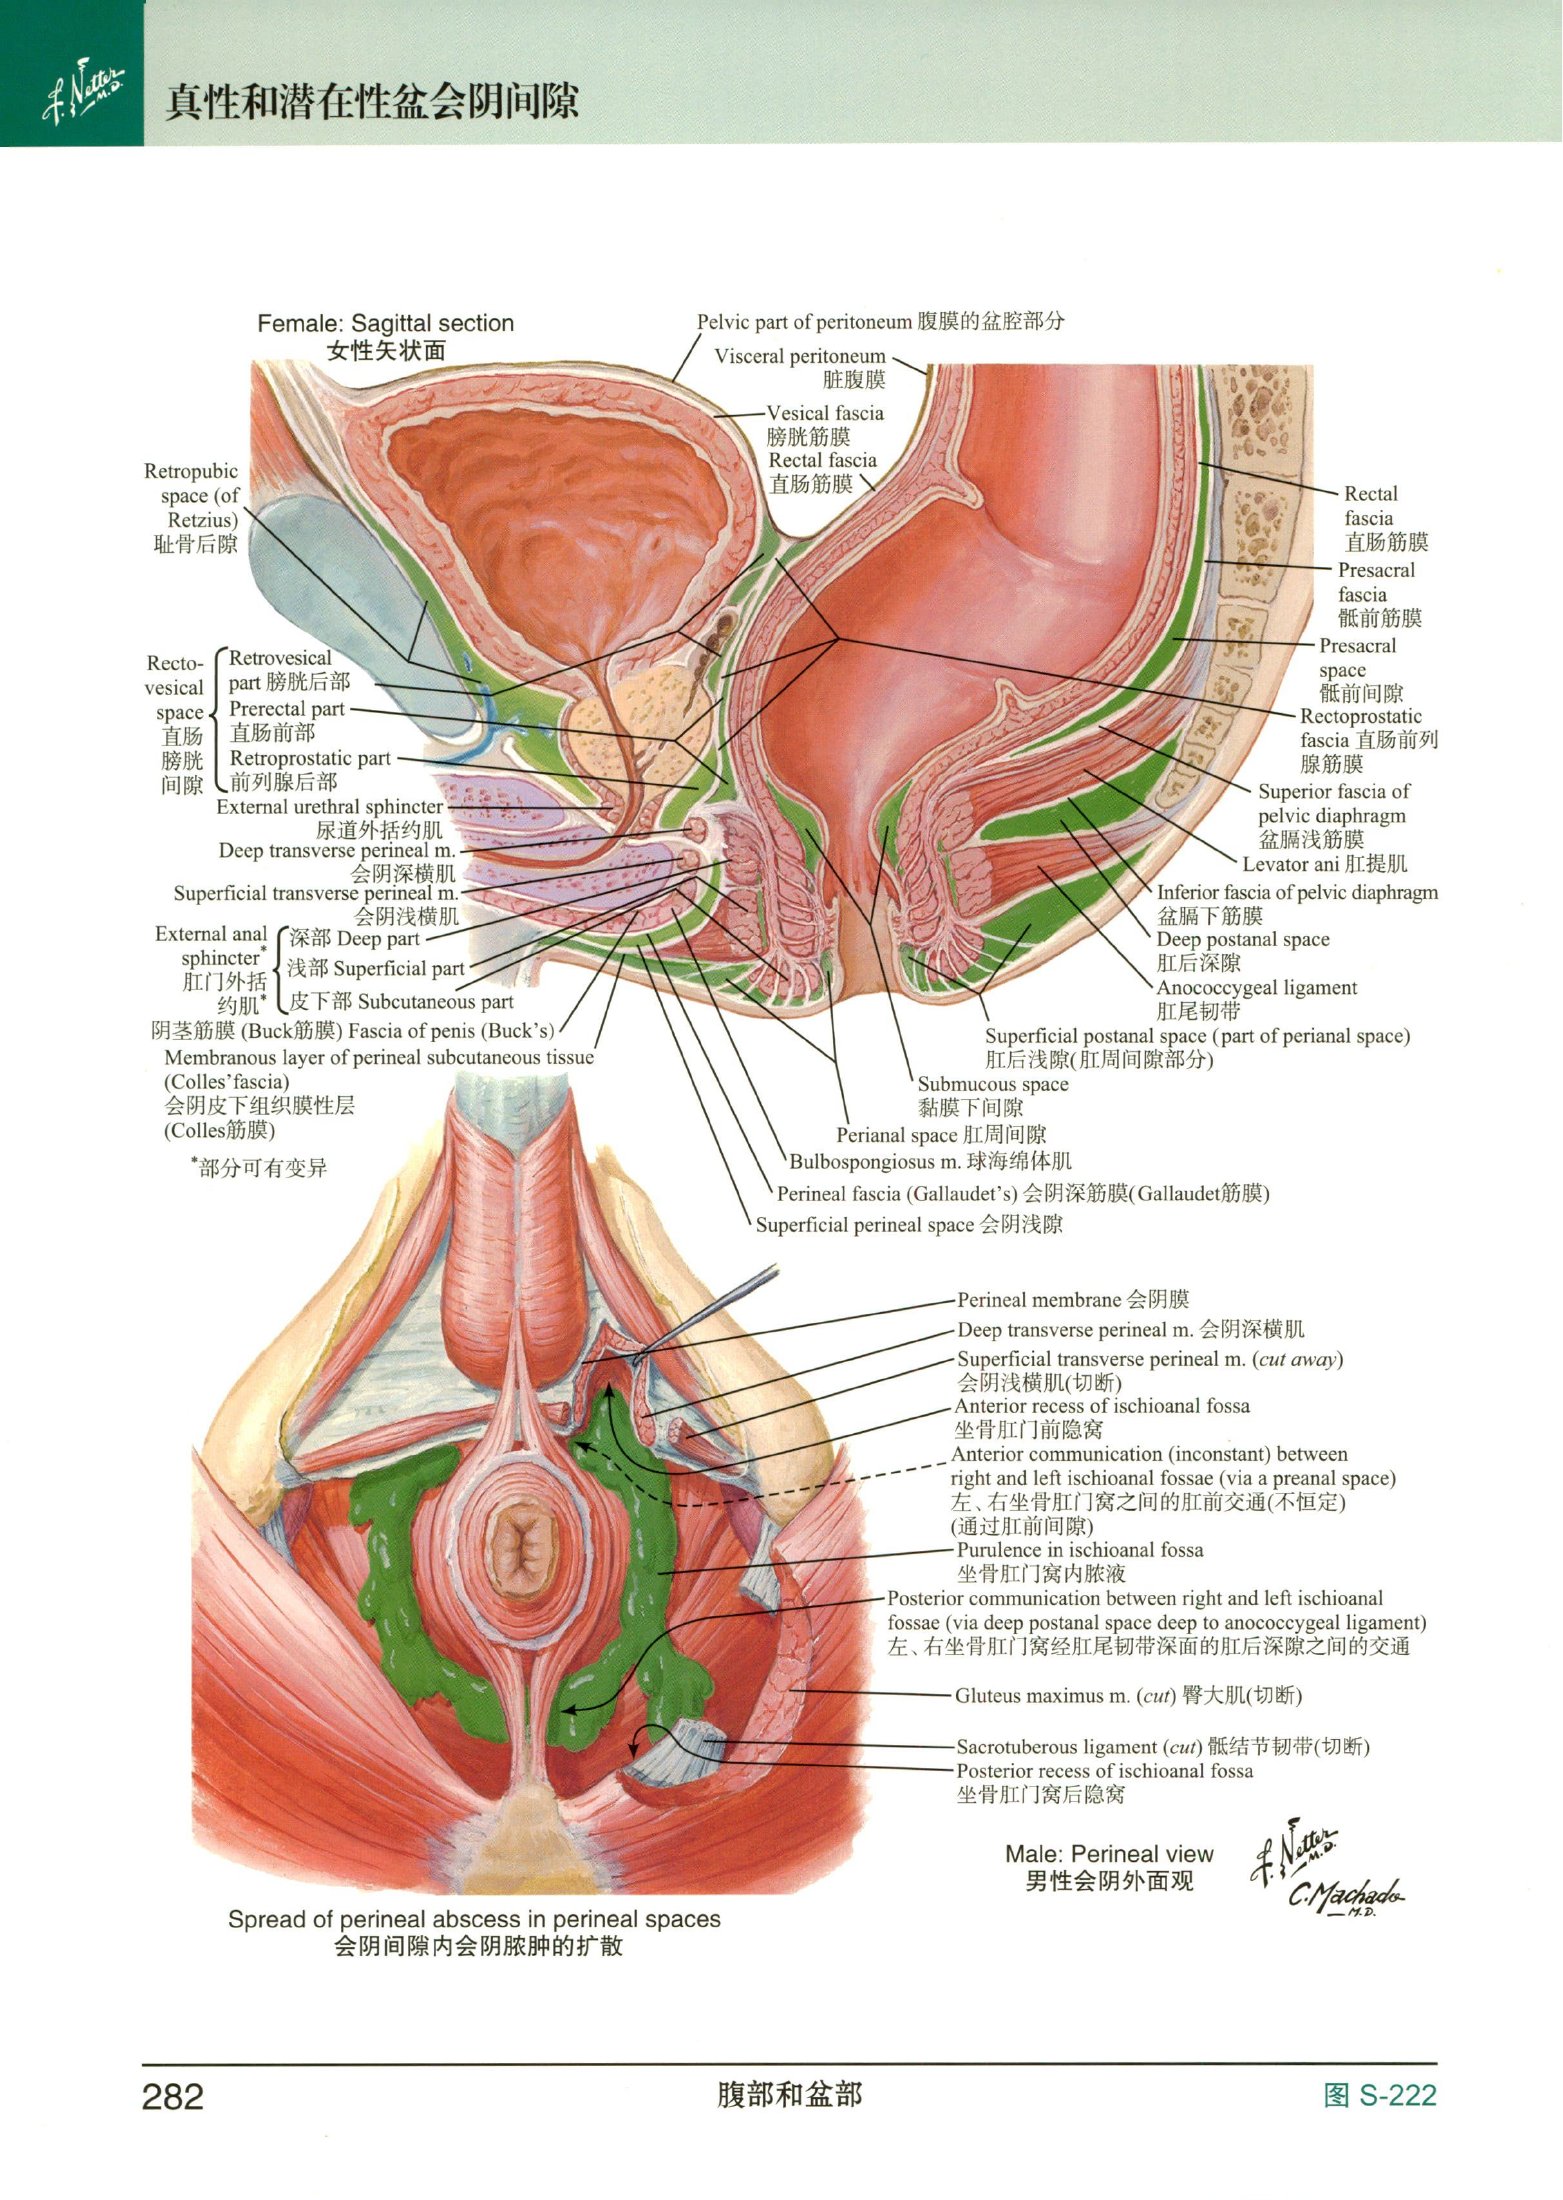 F. Netter M.D.
真性和潜在性盆会阴间隙
Female: Sagittal section
女性矢状面
Pelvic part of peritoneum 腹膜的盆腔部分
Visceral peritoneum
脏腹膜
Vesical fascia
膀胱筋膜
Rectal fascia
直肠筋膜
Retropubic
space (of
Retzius)
耻骨后隙
Recto-
vesical
space
直肠
膀胱
间隙
Retrovesical
part 膀胱后部
Prerectal part
直肠前部
Retroprostatic part
前列腺后部
External urethral sphincter
尿道外括约肌
Deep transverse perineal m.
会阴深横肌
Superficial transverse perineal m.
会阴浅横肌
External anal
sphincter*
肛门外括
约肌*
深部 Deep part
浅部 Superficial part
皮下部 Subcutaneous part
阴茎筋膜 (Buck筋膜) Fascia of penis (Buck's)
Membranous layer of perineal subcutaneous tissue
(Colles'fascia)
会阴皮下组织膜性层
(Colles筋膜)
*部分可有变异
Rectal
fascia
直肠筋膜
Presacral
fascia
骶前筋膜
Presacral
space
骶前间隙
Rectoprostatic
fascia 直肠前列
腺筋膜
Superior fascia of
pelvic diaphragm
盆膈浅筋膜
Levator ani 肛提肌
Inferior fascia of pelvic diaphragm
盆膈下筋膜
Deep postanal space
肛后深隙
Anococcygeal ligament
肛尾韧带
Superficial postanal space (part of perianal space)
肛后浅隙(肛周间隙部分)
Submucous space
黏膜下间隙
Perianal space 肛周间隙
Bulbospongiosus m. 球海绵体肌
Perineal fascia (Gallaudet's) 会阴深筋膜(Gallaudet筋膜)
Superficial perineal space 会阴浅隙
Perineal membrane 会阴膜
Deep transverse perineal m. 会阴深横肌
Superficial transverse perineal m. (cut away)
会阴浅横肌(切断)
Anterior recess of ischioanal fossa
坐骨肛门前隐窝
Anterior communication (inconstant) between
right and left ischioanal fossae (via a preanal space)
左、右坐骨肛门窝之间的肛前交通(不恒定)
(通过肛前间隙)
Purulence in ischioanal fossa
坐骨肛门窝内脓液
Posterior communication between right and left ischioanal
fossae (via deep postanal space deep to anococcygeal ligament)
左、右坐骨肛门窝经肛尾韧带深面的肛后深隙之间的交通
Gluteus maximus m. (cut) 臀大肌(切断)
Sacrotuberous ligament (cut) 骶结节韧带(切断)
Posterior recess of ischioanal fossa
坐骨肛门窝后隐窝
Male: Perineal view
男性会阴外面观
F. Netter M.D.
C. Machado M.D.
Spread of perineal abscess in perineal spaces
会阴间隙内会阴脓肿的扩散
282
腹部和盆部
图 S-222